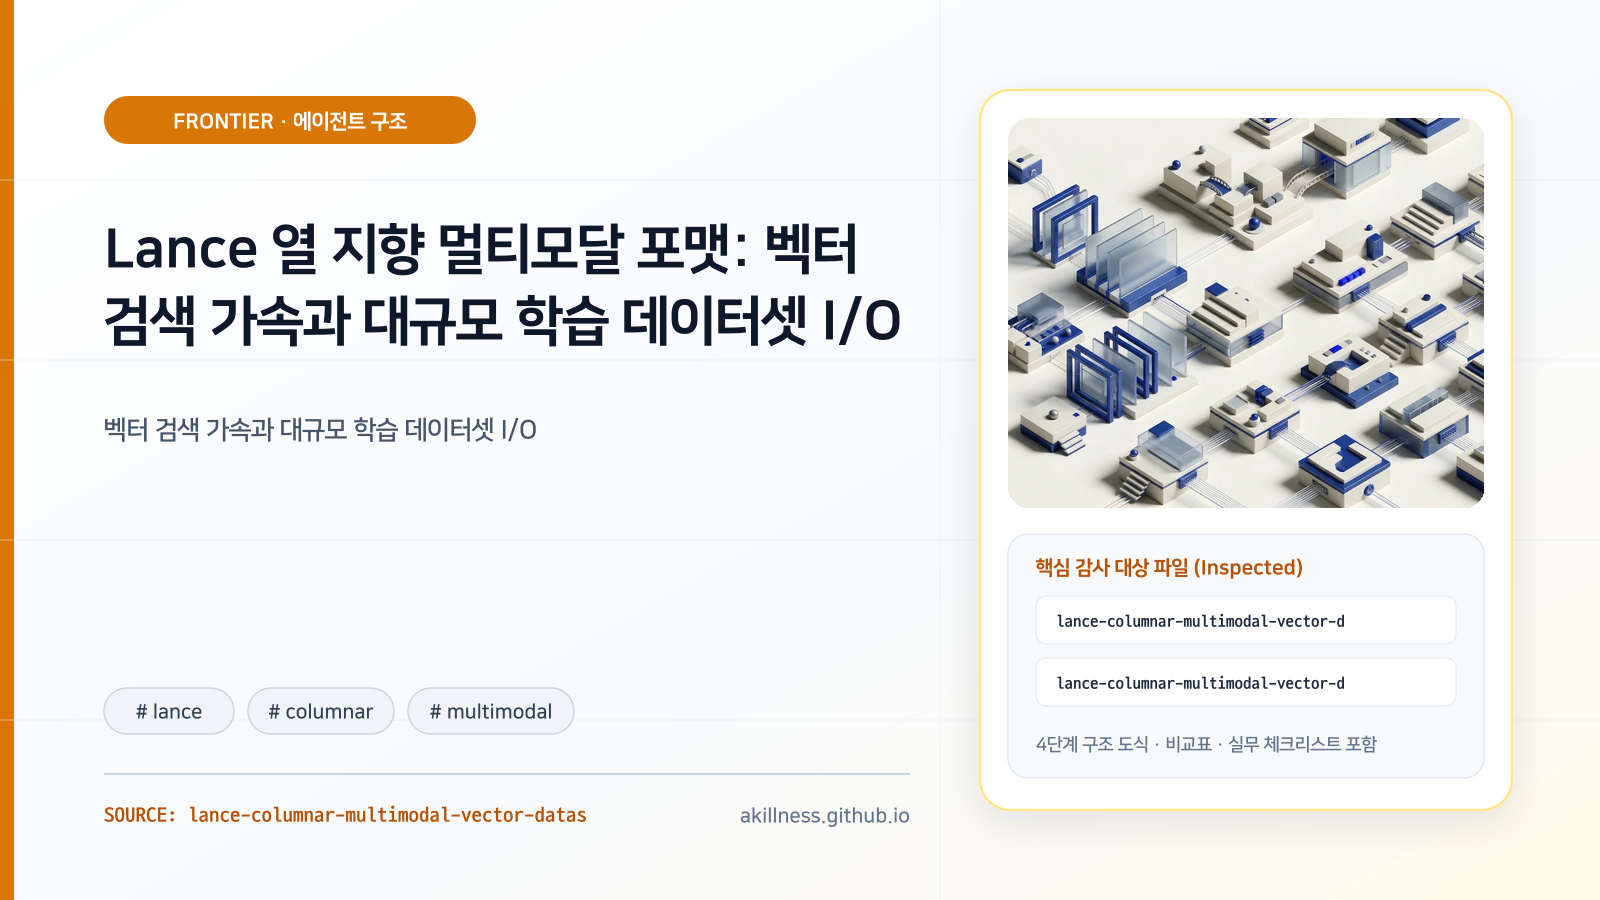 FRONTIER · 에이전트 구조
Lance 열 지향 멀티모달 포맷: 벡터
검색 가속과 대규모 학습 데이터셋 I/O
벡터 검색 가속과 대규모 학습 데이터셋 I/O
# lance
# columnar
# multimodal
SOURCE: lance-columnar-multimodal-vector-datas
akillness.github.io
핵심 감사 대상 파일 (Inspected)
lance-columnar-multimodal-vector-d
lance-columnar-multimodal-vector-d
4단계 구조 도식 · 비교표 · 실무 체크리스트 포함